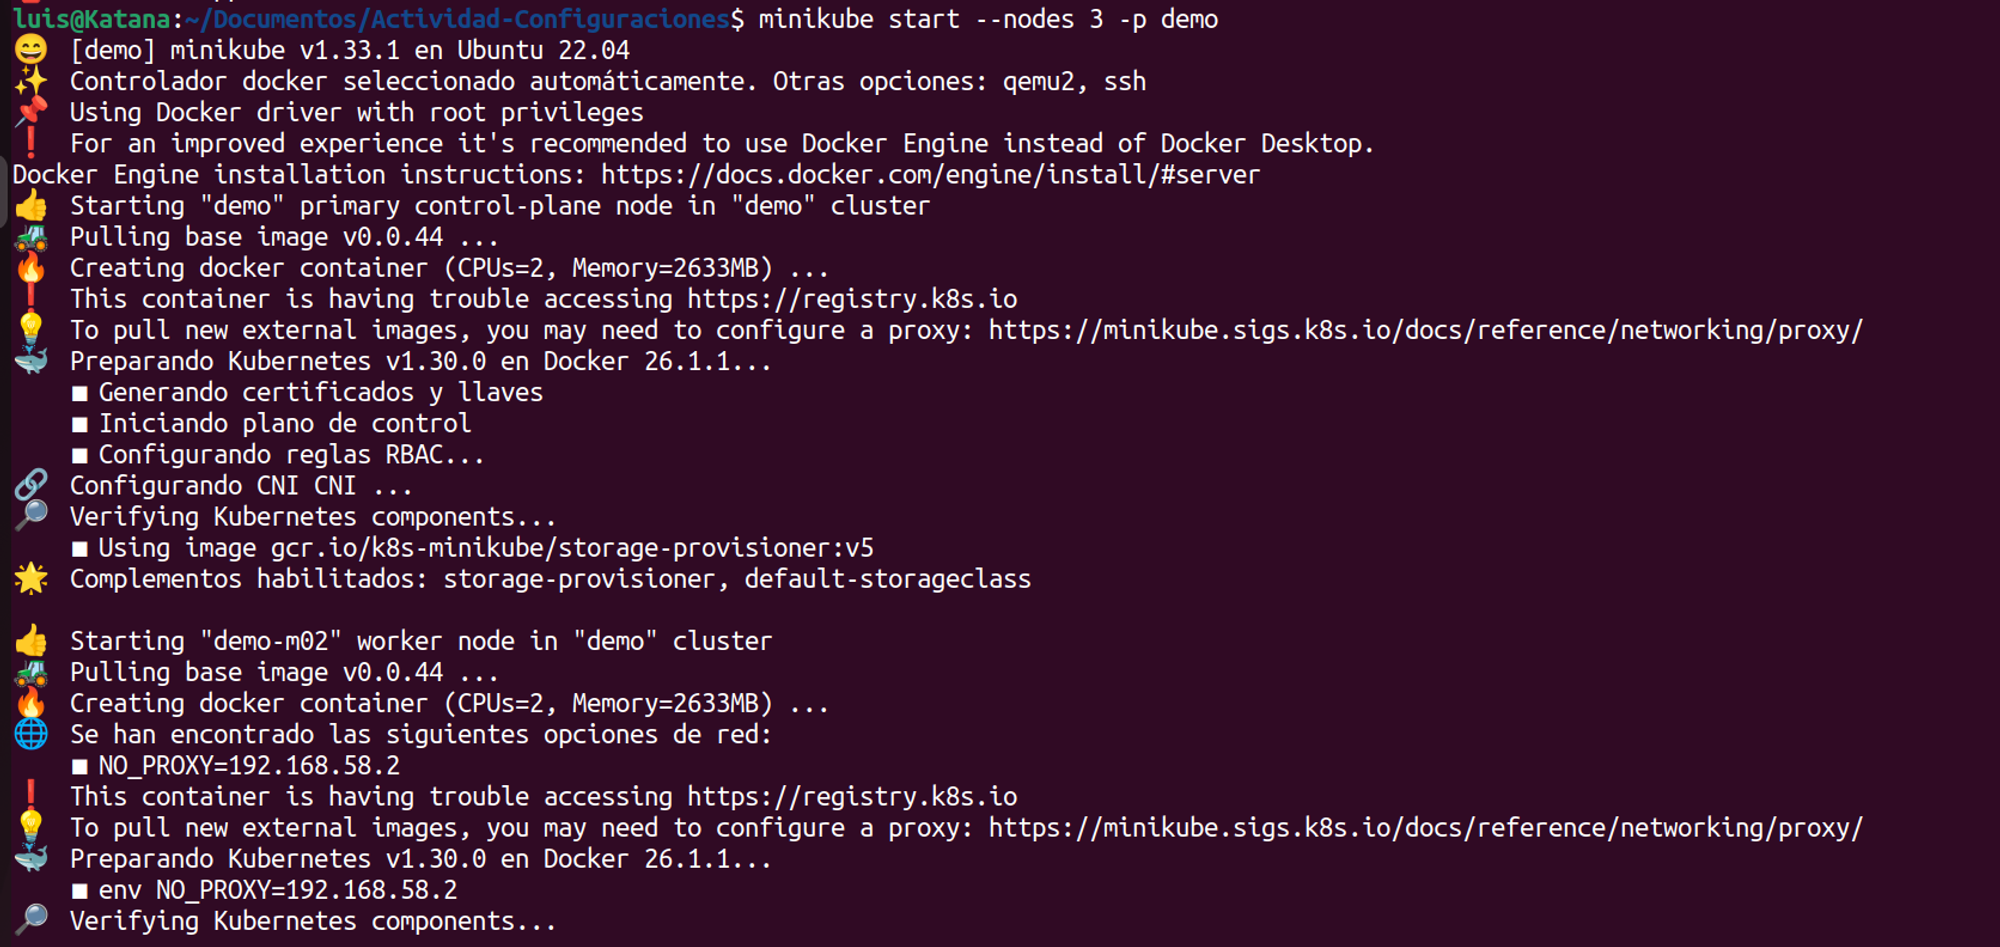 luis@Katana:~/Documentos/Actividad-Configuraciones$ minikube start --nodes 3 -p demo
😄 [demo] minikube v1.33.1 en Ubuntu 22.04
✨ Controlador docker seleccionado automáticamente. Otras opciones: qemu2, ssh
📌 Using Docker driver with root privileges
❗ For an improved experience it's recommended to use Docker Engine instead of Docker Desktop.
Docker Engine installation instructions: https://docs.docker.com/engine/install/#server
👍 Starting "demo" primary control-plane node in "demo" cluster
🚜 Pulling base image v0.0.44 ...
🔥 Creating docker container (CPUs=2, Memory=2633MB) ...
❗ This container is having trouble accessing https://registry.k8s.io
💡 To pull new external images, you may need to configure a proxy: https://minikube.sigs.k8s.io/docs/reference/networking/proxy/
🐳 Preparando Kubernetes v1.30.0 en Docker 26.1.1...
■ Generando certificados y llaves
■ Iniciando plano de control
■ Configurando reglas RBAC...
🔗 Configurando CNI CNI ...
🔎 Verifying Kubernetes components...
■ Using image gcr.io/k8s-minikube/storage-provisioner:v5
🌟 Complementos habilitados: storage-provisioner, default-storageclass
👍 Starting "demo-m02" worker node in "demo" cluster
🚜 Pulling base image v0.0.44 ...
🔥 Creating docker container (CPUs=2, Memory=2633MB) ...
🌐 Se han encontrado las siguientes opciones de red:
■ NO_PROXY=192.168.58.2
❗ This container is having trouble accessing https://registry.k8s.io
💡 To pull new external images, you may need to configure a proxy: https://minikube.sigs.k8s.io/docs/reference/networking/proxy/
🐳 Preparando Kubernetes v1.30.0 en Docker 26.1.1...
■ env NO_PROXY=192.168.58.2
🔎 Verifying Kubernetes components...